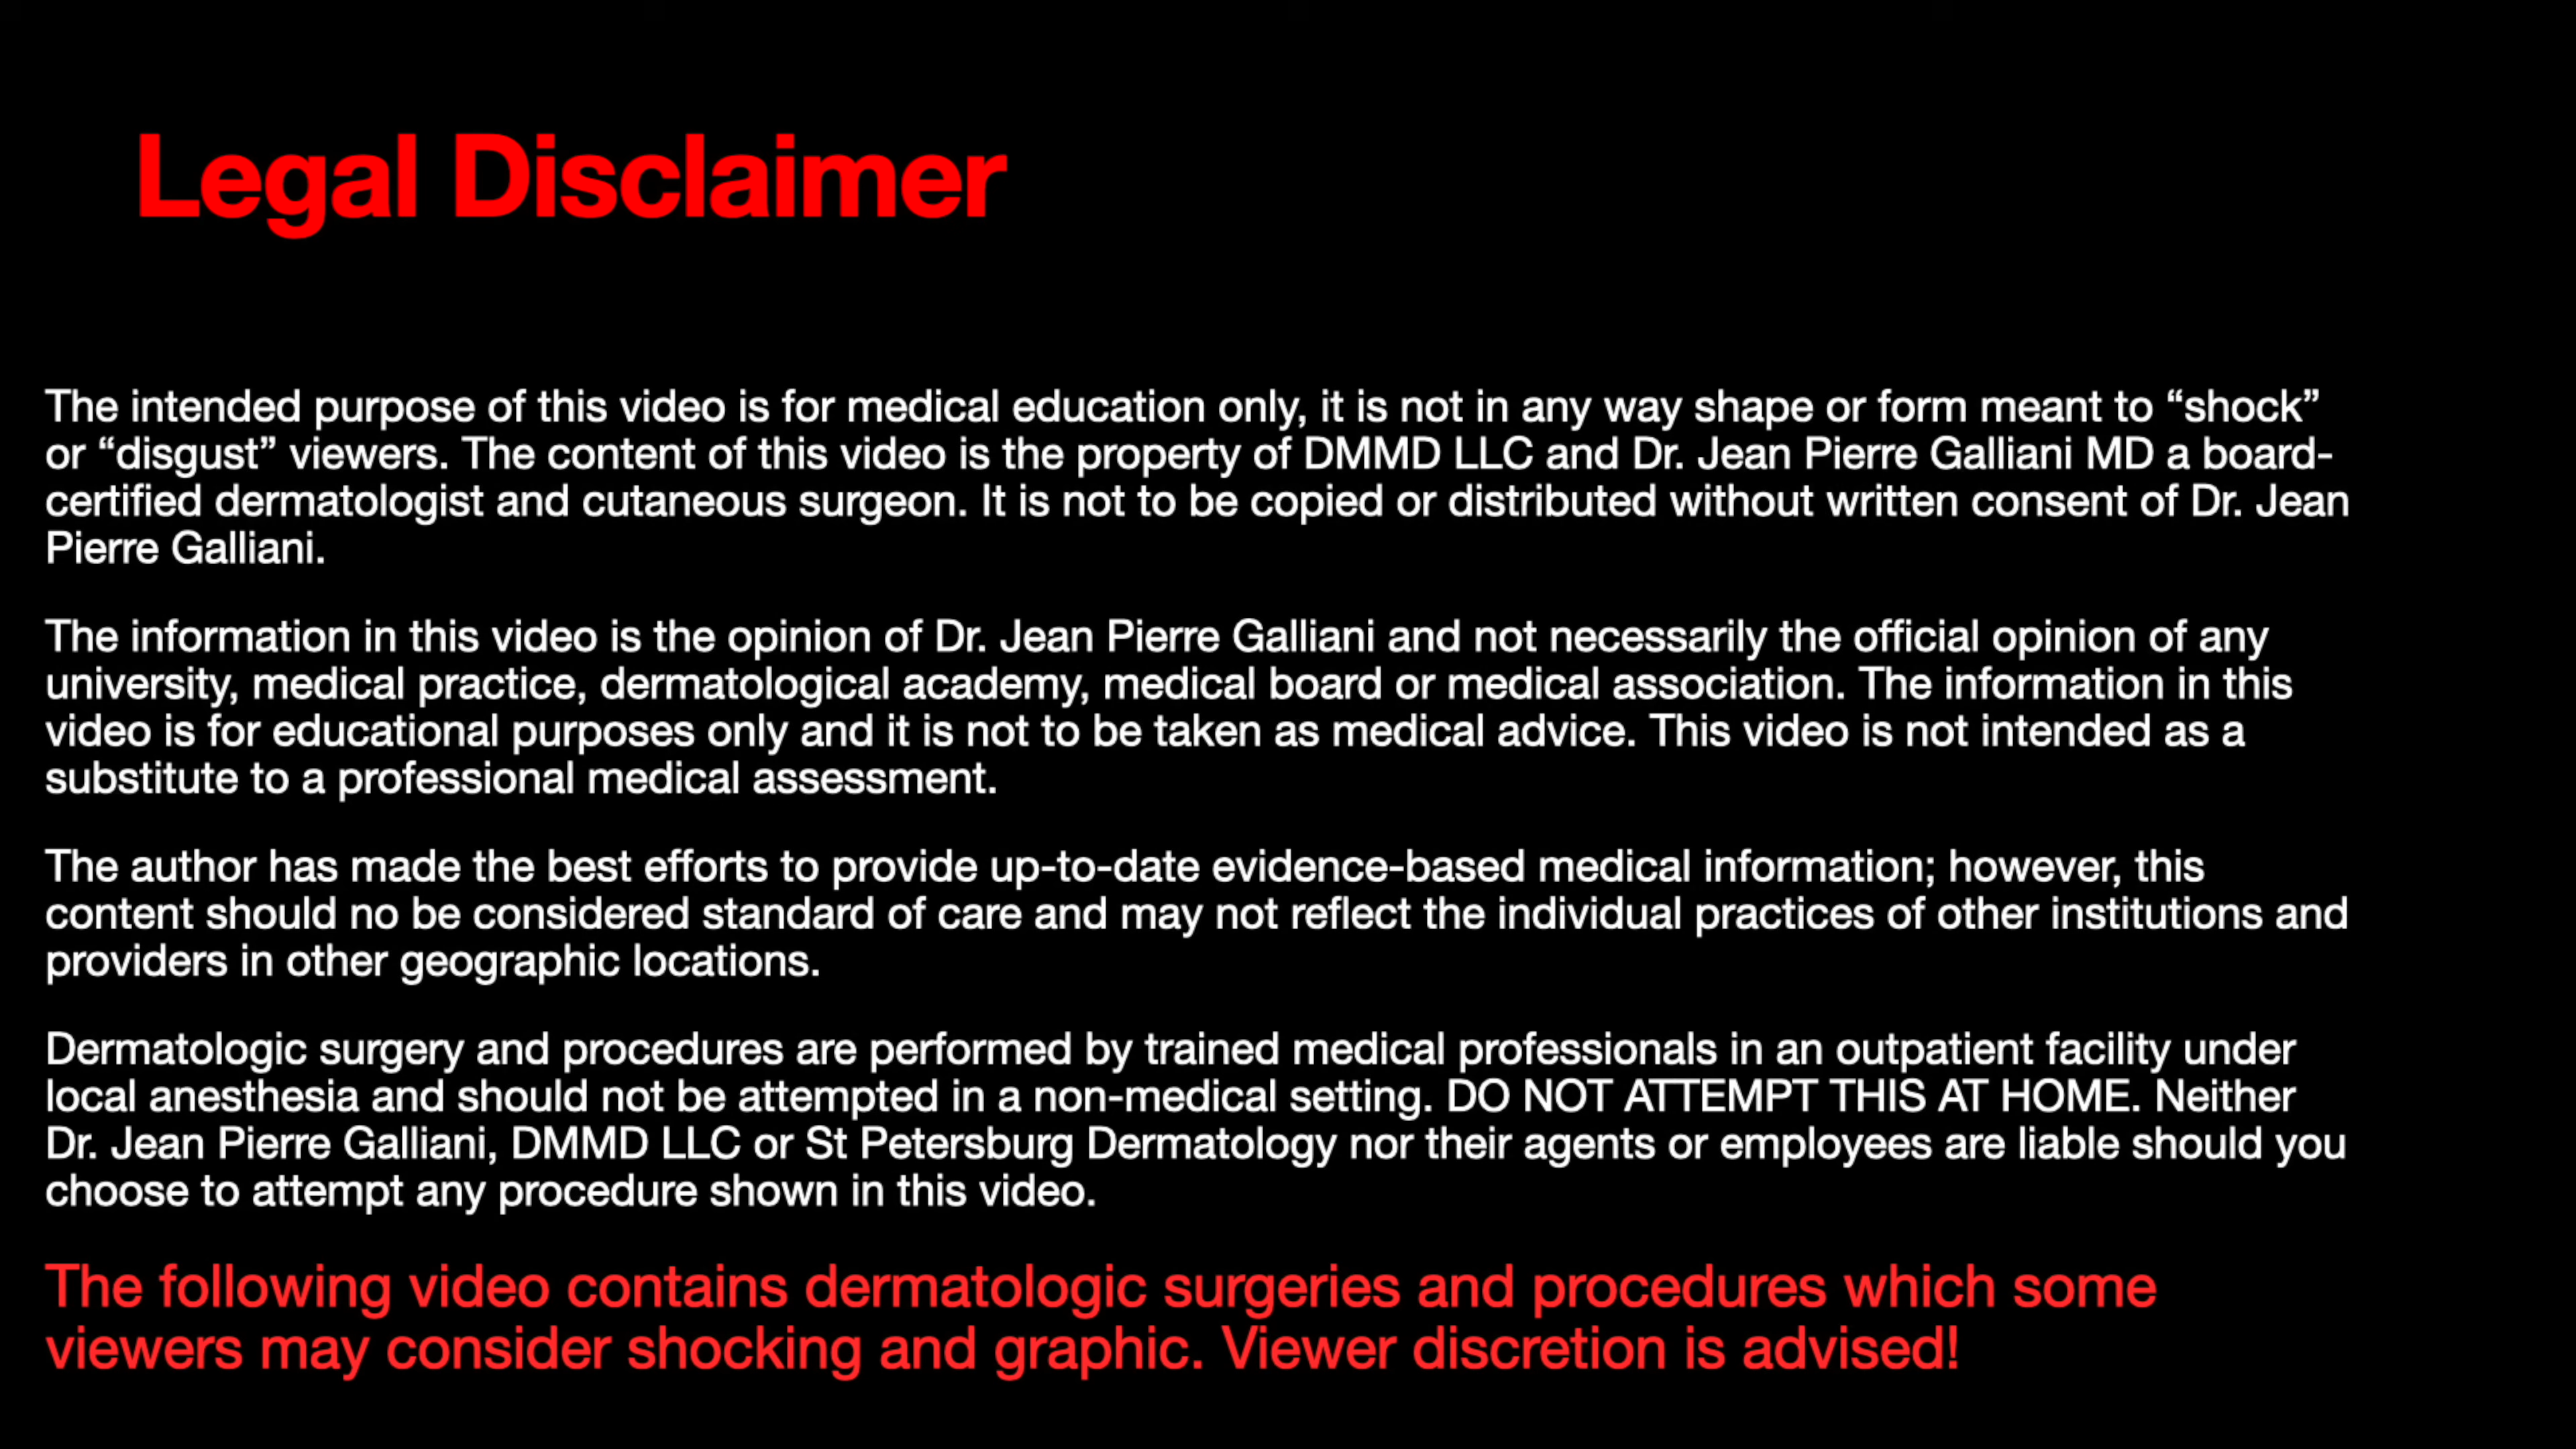 Legal Disclaimer
The intended purpose of this video is for medical education only, it is not in any way shape or form meant to “shock”
or “disgust” viewers. The content of this video is the property of DMMD LLC and Dr. Jean Pierre Galliani MD a board-
certified dermatologist and cutaneous surgeon. It is not to be copied or distributed without written consent of Dr. Jean
Pierre Galliani.
The information in this video is the opinion of Dr. Jean Pierre Galliani and not necessarily the official opinion of any
university, medical practice, dermatological academy, medical board or medical association. The information in this
video is for educational purposes only and it is not to be taken as medical advice. This video is not intended as a
substitute to a professional medical assessment.
The author has made the best efforts to provide up-to-date evidence-based medical information; however, this
content should no be considered standard of care and may not reflect the individual practices of other institutions and
providers in other geographic locations.
Dermatologic surgery and procedures are performed by trained medical professionals in an outpatient facility under
local anesthesia and should not be attempted in a non-medical setting. DO NOT ATTEMPT THIS AT HOME. Neither
Dr. Jean Pierre Galliani, DMMD LLC or St Petersburg Dermatology nor their agents or employees are liable should you
choose to attempt any procedure shown in this video.
The following video contains dermatologic surgeries and procedures which some
viewers may consider shocking and graphic. Viewer discretion is advised!